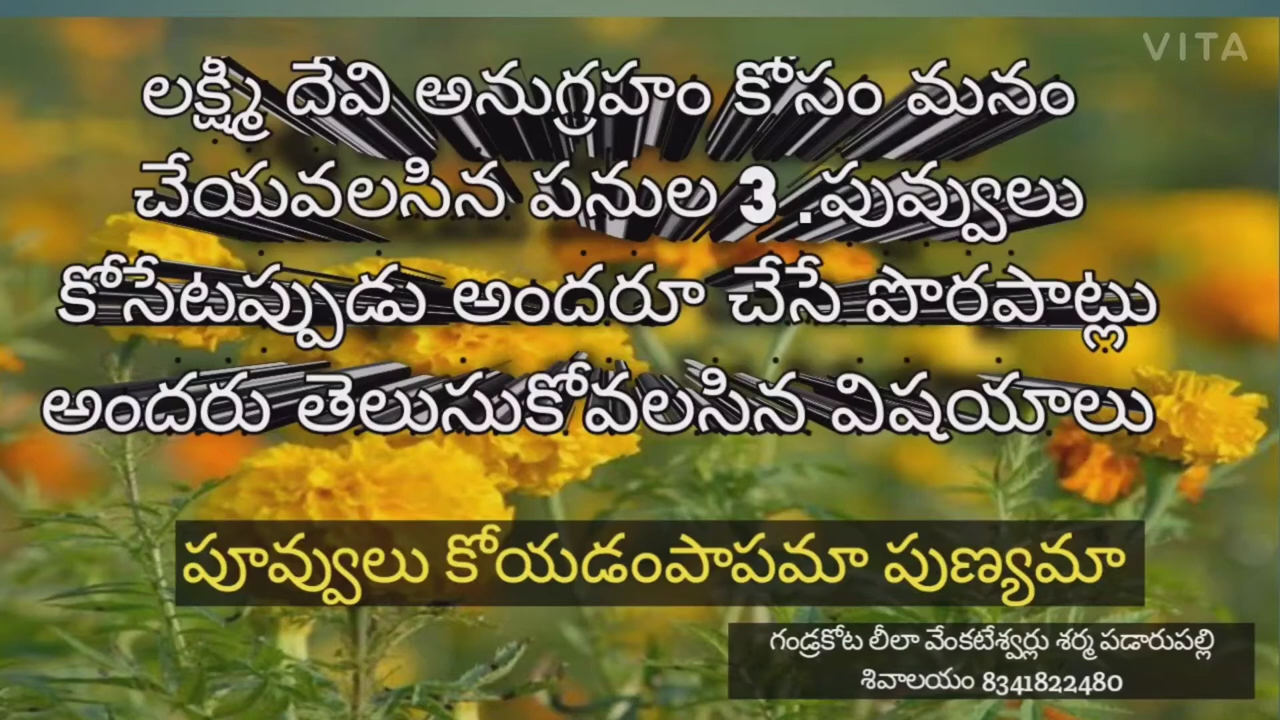 VITA
లక్ష్మి దేవి అనుగ్రహం కోసం మనం
చేయవలసిన పనుల 3 .పువ్వులు
కోసేటప్పుడు అందరూ చేసే పొరపాట్లు
అందరు తెలుసుకోవలసిన విషయాలు
పూవ్వులు కోయడంపాపమా పుణ్యమా
గండ్రకోట లీలా వేంకటేశ్వర్లు శర్మ పడారుపల్లి
శివాలయం 8341822480